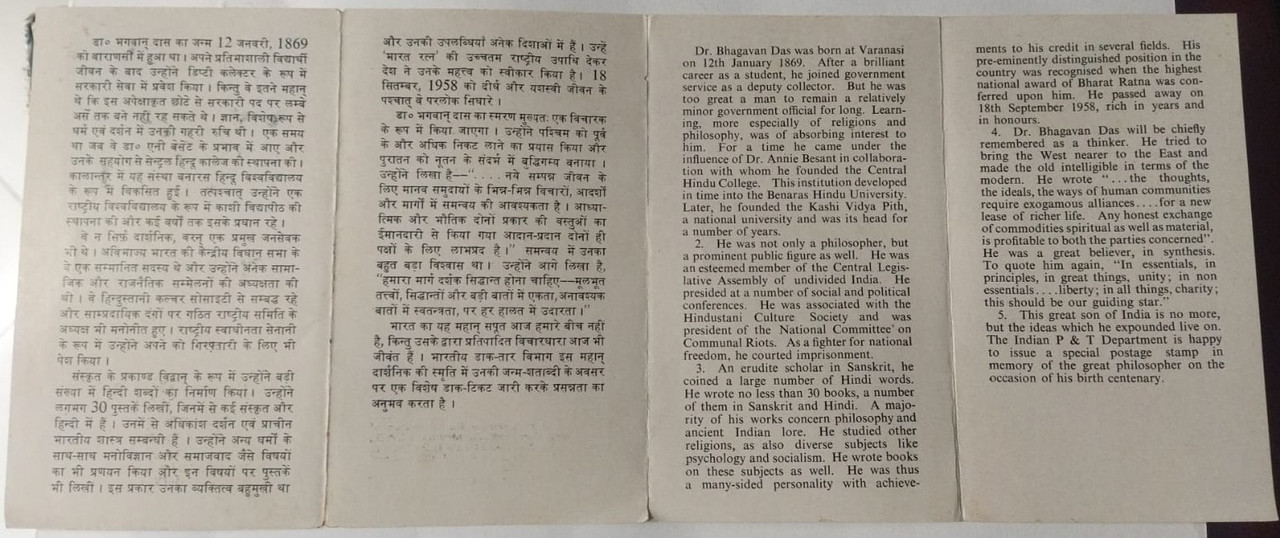 डा० भगवान् दास का जन्म 12 जनवरी, 1869
को वाराणसी में हुआ था । अपने प्रतिभाशाली विद्यार्थी
जीवन के बाद उन्होंने डिप्टी कलेक्टर के रूप में
सरकारी सेवा में प्रवेश किया । किन्तु वे इतने महान्
थे कि इस अपेक्षाकृत छोटे से सरकारी पद पर लम्बे
अर्से तक बने नहीं रह सकते थे । ज्ञान, विशेष रूप से
धर्म एवं दर्शन में उनकी गहरी रुचि थी । एक समय
था जब वे डा० एनी बेसेंट के प्रभाव में आए और
उनके सहयोग से सेन्ट्रल हिन्दू कालेज की स्थापना की ।
कालान्तर में यह संस्था बनारस हिन्दू विश्वविद्यालय
के रूप में विकसित हुई । तत्पश्चात् उन्होंने एक
राष्ट्रीय विश्वविद्यालय के रूप में काशी विद्यापीठ की
स्थापना की और कई वर्षों तक इसके प्रधान रहे ।
वे न सिर्फ़ दार्शनिक, वरन् एक प्रमुख जनसेवक
भी थे । अविभाज्य भारत की केन्द्रीय विधान सभा के
वे एक सम्मानित सदस्य थे और उन्होंने अनेक सामा-
जिक और राजनैतिक सम्मेलनों की अध्यक्षता की
थी । वे हिन्दुस्तानी कल्चर सोसाइटी से सम्बद्ध रहे
और साम्प्रदायिक दंगों पर गठित राष्ट्रीय समिति के
अध्यक्ष भी मनोनीत हुए । राष्ट्रीय स्वाधीनता सेनानी
के रूप में उन्होंने अपने को गिरफ़्तारी के लिए भी
पेश किया ।
संस्कृत के प्रकाण्ड विद्वान् के रूप में उन्होंने बड़ी
संख्या में हिन्दी शब्दों का निर्माण किया । उन्होंने
लगभग 30 पुस्तकें लिखीं, जिनमें से कई संस्कृत और
हिन्दी में हैं । उनमें से अधिकांश दर्शन एवं प्राचीन
भारतीय शास्त्र सम्बन्धी हैं । उन्होंने अन्य धर्मों के
साथ-साथ मनोविज्ञान और समाजवाद जैसे विषयों
का भी प्रणयन किया और इन विषयों पर पुस्तकें
भी लिखीं । इस प्रकार उनका व्यक्तित्व बहुमुखी था
और उनकी उपलब्धियाँ अनेक दिशाओं में हैं । उन्हें
'भारत रत्न' की उच्चतम राष्ट्रीय उपाधि देकर
देश ने उनके महत्त्व को स्वीकार किया है । 18
सितम्बर, 1958 को दीर्घ और यशस्वी जीवन के
पश्चात् वे परलोक सिधारे ।
डा० भगवान् दास का स्मरण मुख्यतः एक विचारक
के रूप में किया जाएगा । उन्होंने पश्चिम को पूर्व
के और अधिक निकट लाने का प्रयास किया और
पुरातन को नूतन के संदर्भ में बुद्धिगम्य बनाया ।
उन्होंने लिखा है—“. . . . नये सम्पन्न जीवन के
लिए मानव समुदायों के भिन्न-भिन्न विचारों, आदर्शों
और मार्गों में समन्वय की आवश्यकता है । आध्या-
त्मिक और भौतिक दोनों प्रकार की वस्तुओं का
ईमानदारी से किया गया आदान-प्रदान दोनों ही
पक्षों के लिए लाभप्रद है ।” समन्वय में उनका
बहुत बड़ा विश्वास था । उन्होंने आगे लिखा है,
“हमारा मार्ग दर्शक सिद्धान्त होना चाहिए—मूलभूत
तत्त्वों, सिद्धान्तों और बड़ी बातों में एकता, अनावश्यक
बातों में स्वतन्त्रता, पर हर हालत में उदारता ।”
भारत का यह महान् सपूत आज हमारे बीच नहीं
है, किन्तु उसके द्वारा प्रतिपादित विचारधारा आज भी
जीवंत हैं । भारतीय डाक-तार विभाग इस महान्
दार्शनिक की स्मृति में उनकी जन्म-शताब्दी के अवसर
पर एक विशेष डाक-टिकट जारी करके प्रसन्नता का
अनुभव करता है ।
Dr. Bhagavan Das was born at Varanasi
on 12th January 1869. After a brilliant
career as a student, he joined government
service as a deputy collector. But he was
too great a man to remain a relatively
minor government official for long. Learn-
ing, more especially of religions and
philosophy, was of absorbing interest to
him. For a time he came under the
influence of Dr. Annie Besant in collabora-
tion with whom he founded the Central
Hindu College. This institution developed
in time into the Benaras Hindu University.
Later, he founded the Kashi Vidya Pith,
a national university and was its head for
a number of years.
2. He was not only a philosopher, but
a prominent public figure as well. He was
an esteemed member of the Central Legis-
lative Assembly of undivided India. He
presided at a number of social and political
conferences. He was associated with the
Hindustani Culture Society and was
president of the National Committee on
Communal Riots. As a fighter for national
freedom, he courted imprisonment.
3. An erudite scholar in Sanskrit, he
coined a large number of Hindi words.
He wrote no less than 30 books, a number
of them in Sanskrit and Hindi. A majo-
rity of his works concern philosophy and
ancient Indian lore. He studied other
religions, as also diverse subjects like
psychology and socialism. He wrote books
on these subjects as well. He was thus
a many-sided personality with achieve-
ments to his credit in several fields. His
pre-eminently distinguished position in the
country was recognised when the highest
national award of Bharat Ratna was con-
ferred upon him. He passed away on
18th September 1958, rich in years and
in honours.
4. Dr. Bhagavan Das will be chiefly
remembered as a thinker. He tried to
bring the West nearer to the East and
made the old intelligible in terms of the
modern. He wrote “...the thoughts,
the ideals, the ways of human communities
require exogamous alliances....for a new
lease of richer life. Any honest exchange
of commodities spiritual as well as material,
is profitable to both the parties concerned”.
He was a great believer, in synthesis.
To quote him again, “In essentials, in
principles, in great things, unity; in non
essentials....liberty; in all things, charity;
this should be our guiding star.”
5. This great son of India is no more,
but the ideas which he expounded live on.
The Indian P & T Department is happy
to issue a special postage stamp in
memory of the great philosopher on the
occasion of his birth centenary.